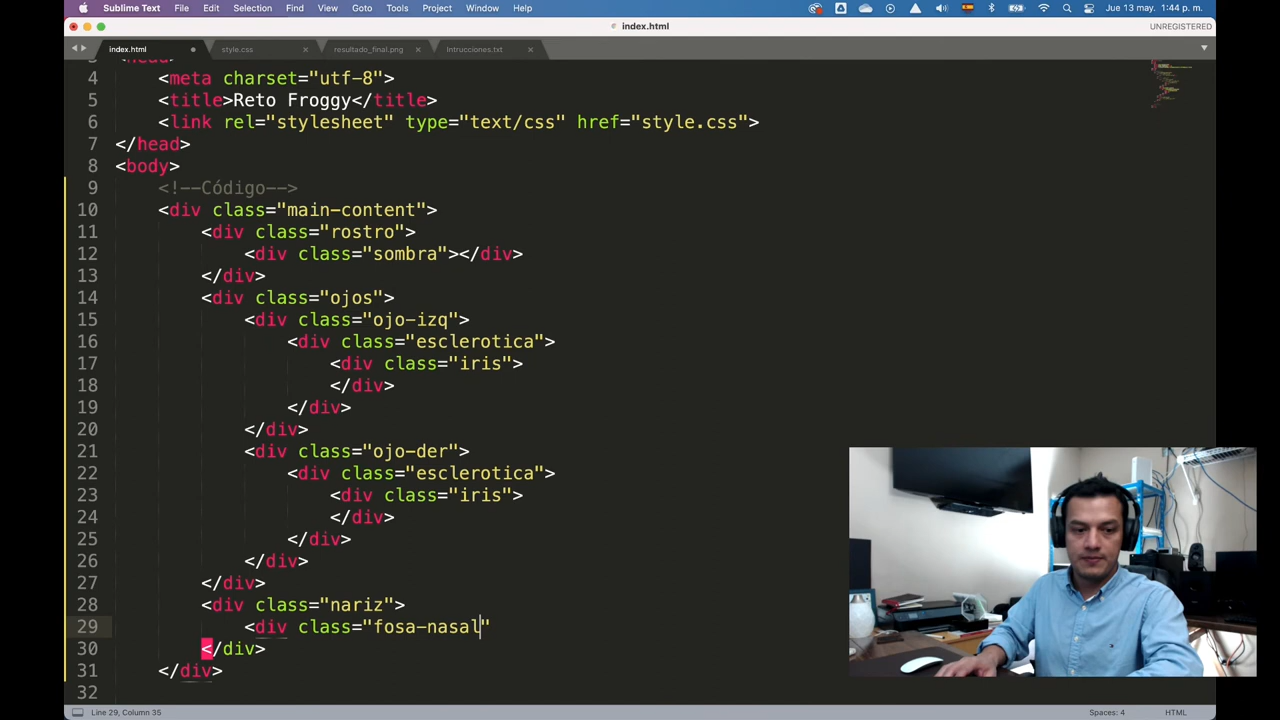 Sublime Text File Edit Selection Find View Goto Tools Project Window Help Jue 13 may. 1:44 p. m.
index.html UNREGISTERED
index.html style.css resultado_final.png Intrucciones.txt
3 <head>
4 <meta charset="utf-8">
5 <title>Reto Froggy</title>
6 <link rel="stylesheet" type="text/css" href="style.css">
7 </head>
8 <body>
9 <!--Código-->
10 <div class="main-content">
11 <div class="rostro">
12 <div class="sombra"></div>
13 </div>
14 <div class="ojos">
15 <div class="ojo-izq">
16 <div class="esclerotica">
17 <div class="iris">
18 </div>
19 </div>
20 </div>
21 <div class="ojo-der">
22 <div class="esclerotica">
23 <div class="iris">
24 </div>
25 </div>
26 </div>
27 </div>
28 <div class="nariz">
29 <div class="fosa-nasal"
30 </div>
31 </div>
32
Line 29, Column 35 Spaces: 4 HTML